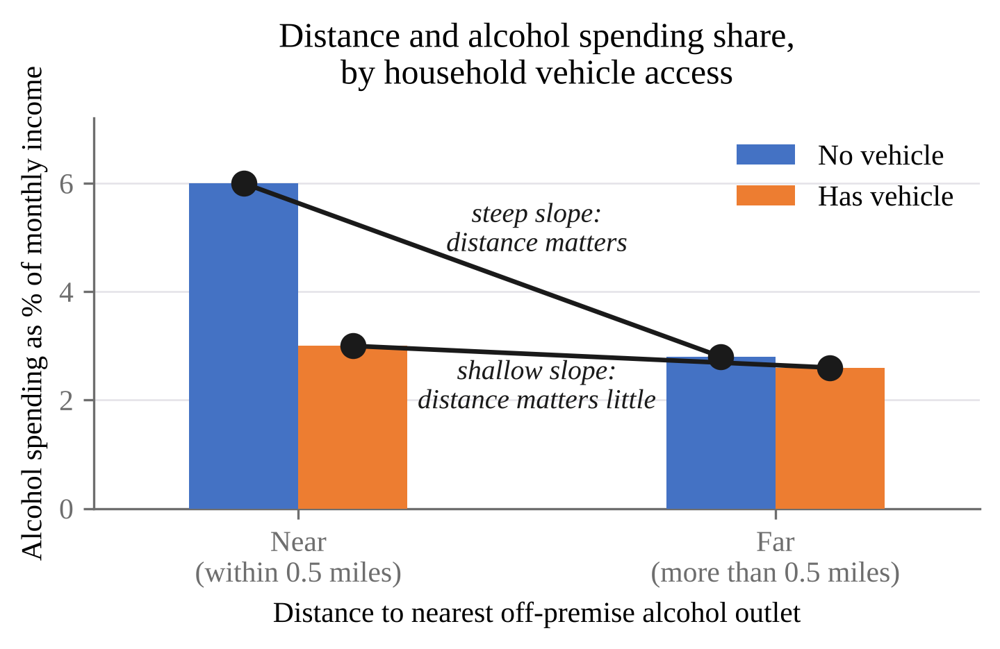 Distance and alcohol spending share,
by household vehicle access
Alcohol spending as % of monthly income
6
4
2
0
No vehicle
Has vehicle
steep slope:
distance matters
shallow slope:
distance matters little
Near
(within 0.5 miles)
Far
(more than 0.5 miles)
Distance to nearest off-premise alcohol outlet